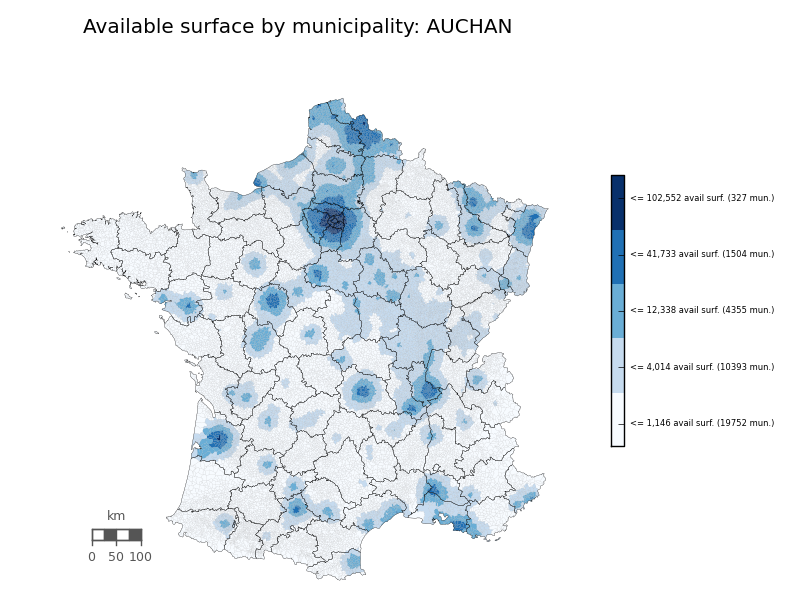 Available surface by municipality: AUCHAN
<= 102,552 avail surf. (327 mun.)
<= 41,733 avail surf. (1504 mun.)
<= 12,338 avail surf. (4355 mun.)
<= 4,014 avail surf. (10393 mun.)
<= 1,146 avail surf. (19752 mun.)
km
0 50 100